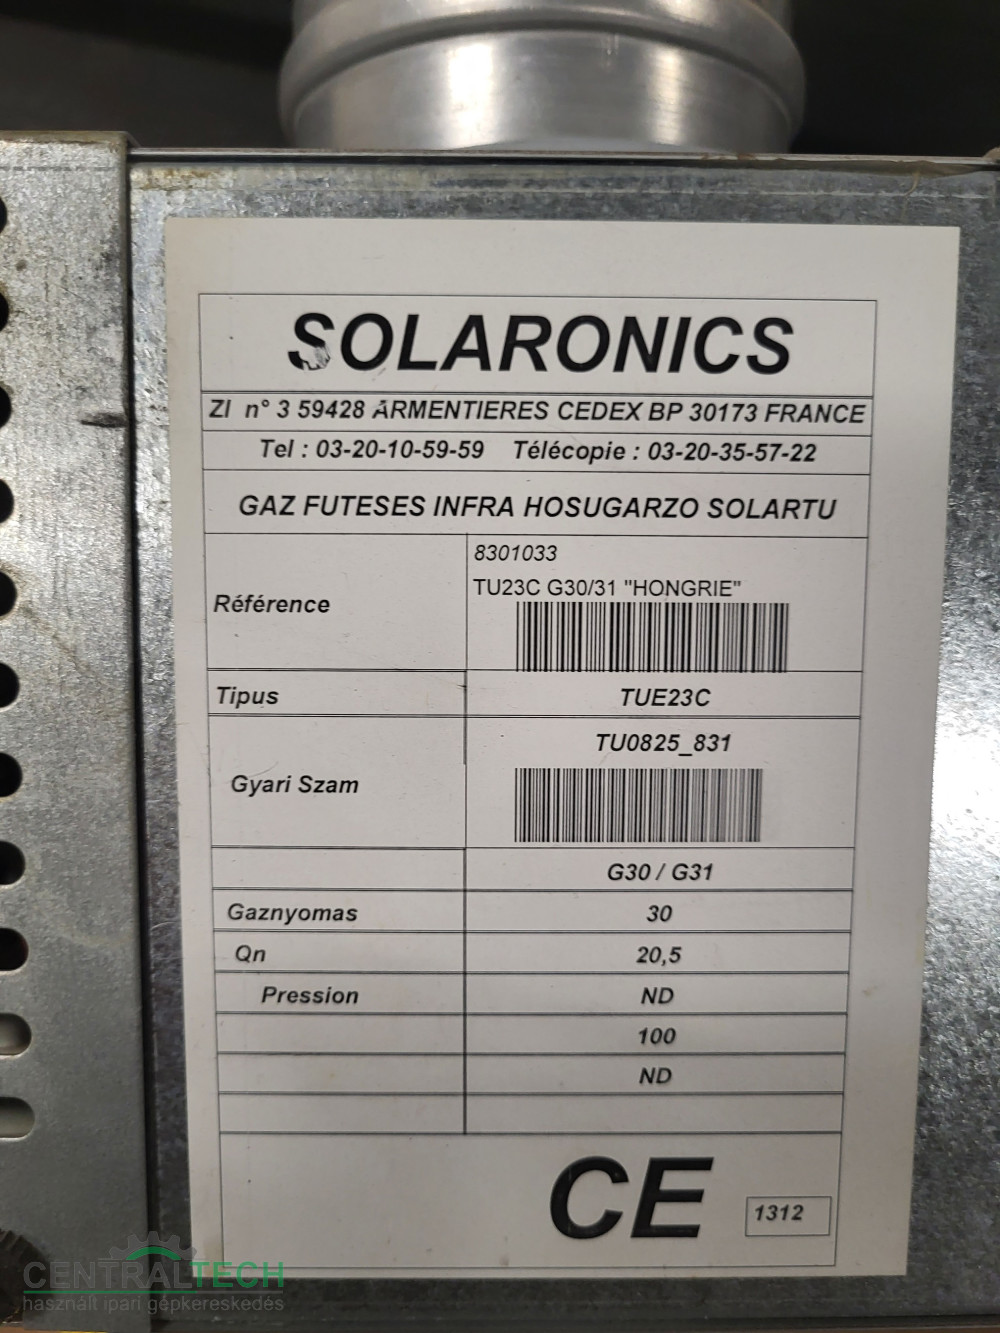 SOLARONICS
ZI n° 3 59428 ARMENTIERES CEDEX BP 30173 FRANCE
Tel : 03-20-10-59-59 Télécopie : 03-20-35-57-22
GAZ FUTESES INFRA HOSUGARZO SOLARTU
Référence
8301033
TU23C G30/31 "HONGRIE"
Tipus TUE23C
Gyari Szam TU0825_831
G30 / G31
Gaznyomas 30
Qn 20,5
Pression ND
100
ND
CE 1312
CENTRALTECH
használt ipari gépkereskedés